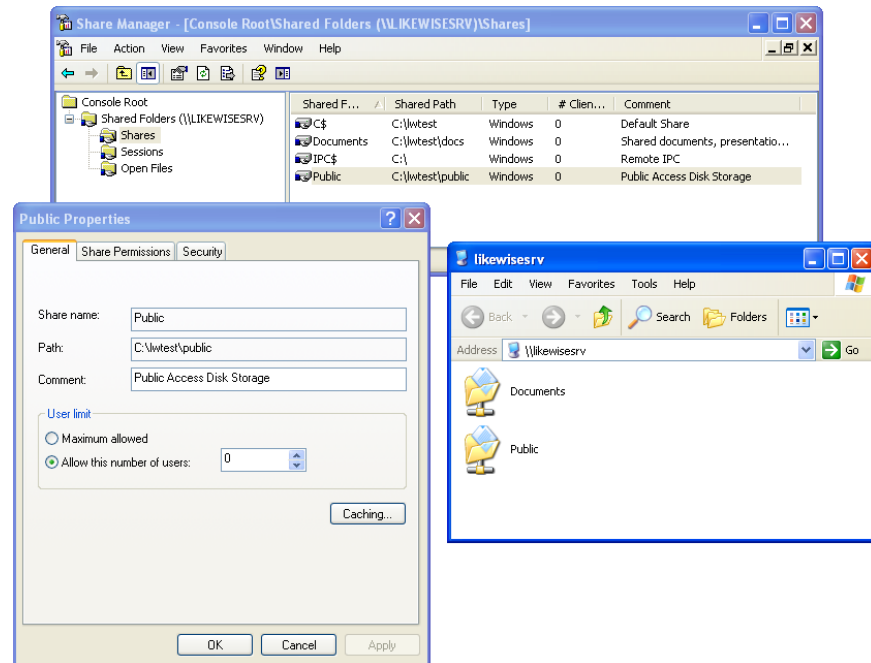 Share Manager - [Console Root\Shared Folders (\\LIKEWISESRV)\Shares]
File Action View Favorites Window Help
Console Root
Shared Folders (\\LIKEWISESRV)
Shares
Sessions
Open Files
Shared F... Shared Path Type # Clien... Comment
C$ C:\lwtest Windows 0 Default Share
Documents C:\lwtest\docs Windows 0 Shared documents, presentatio...
IPC$ C:\ Windows 0 Remote IPC
Public C:\lwtest\public Windows 0 Public Access Disk Storage
Public Properties
General Share Permissions Security
Share name: Public
Path: C:\lwtest\public
Comment: Public Access Disk Storage
User limit
Maximum allowed
Allow this number of users: 0
Caching...
OK Cancel Apply
likewisesrv
File Edit View Favorites Tools Help
Back Search Folders
Address \\likewisesrv Go
Documents
Public